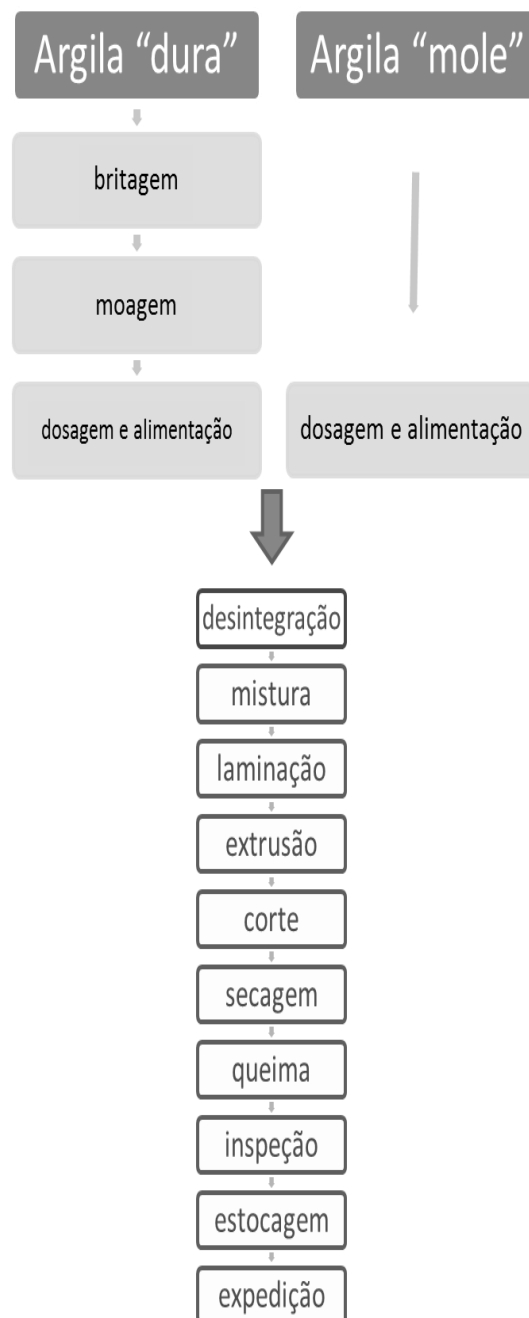 Argila “dura”
Argila “mole”
britagem
moagem
dosagem e alimentação
dosagem e alimentação
desintegração
mistura
laminação
extrusão
corte
secagem
queima
inspeção
estocagem
expedição